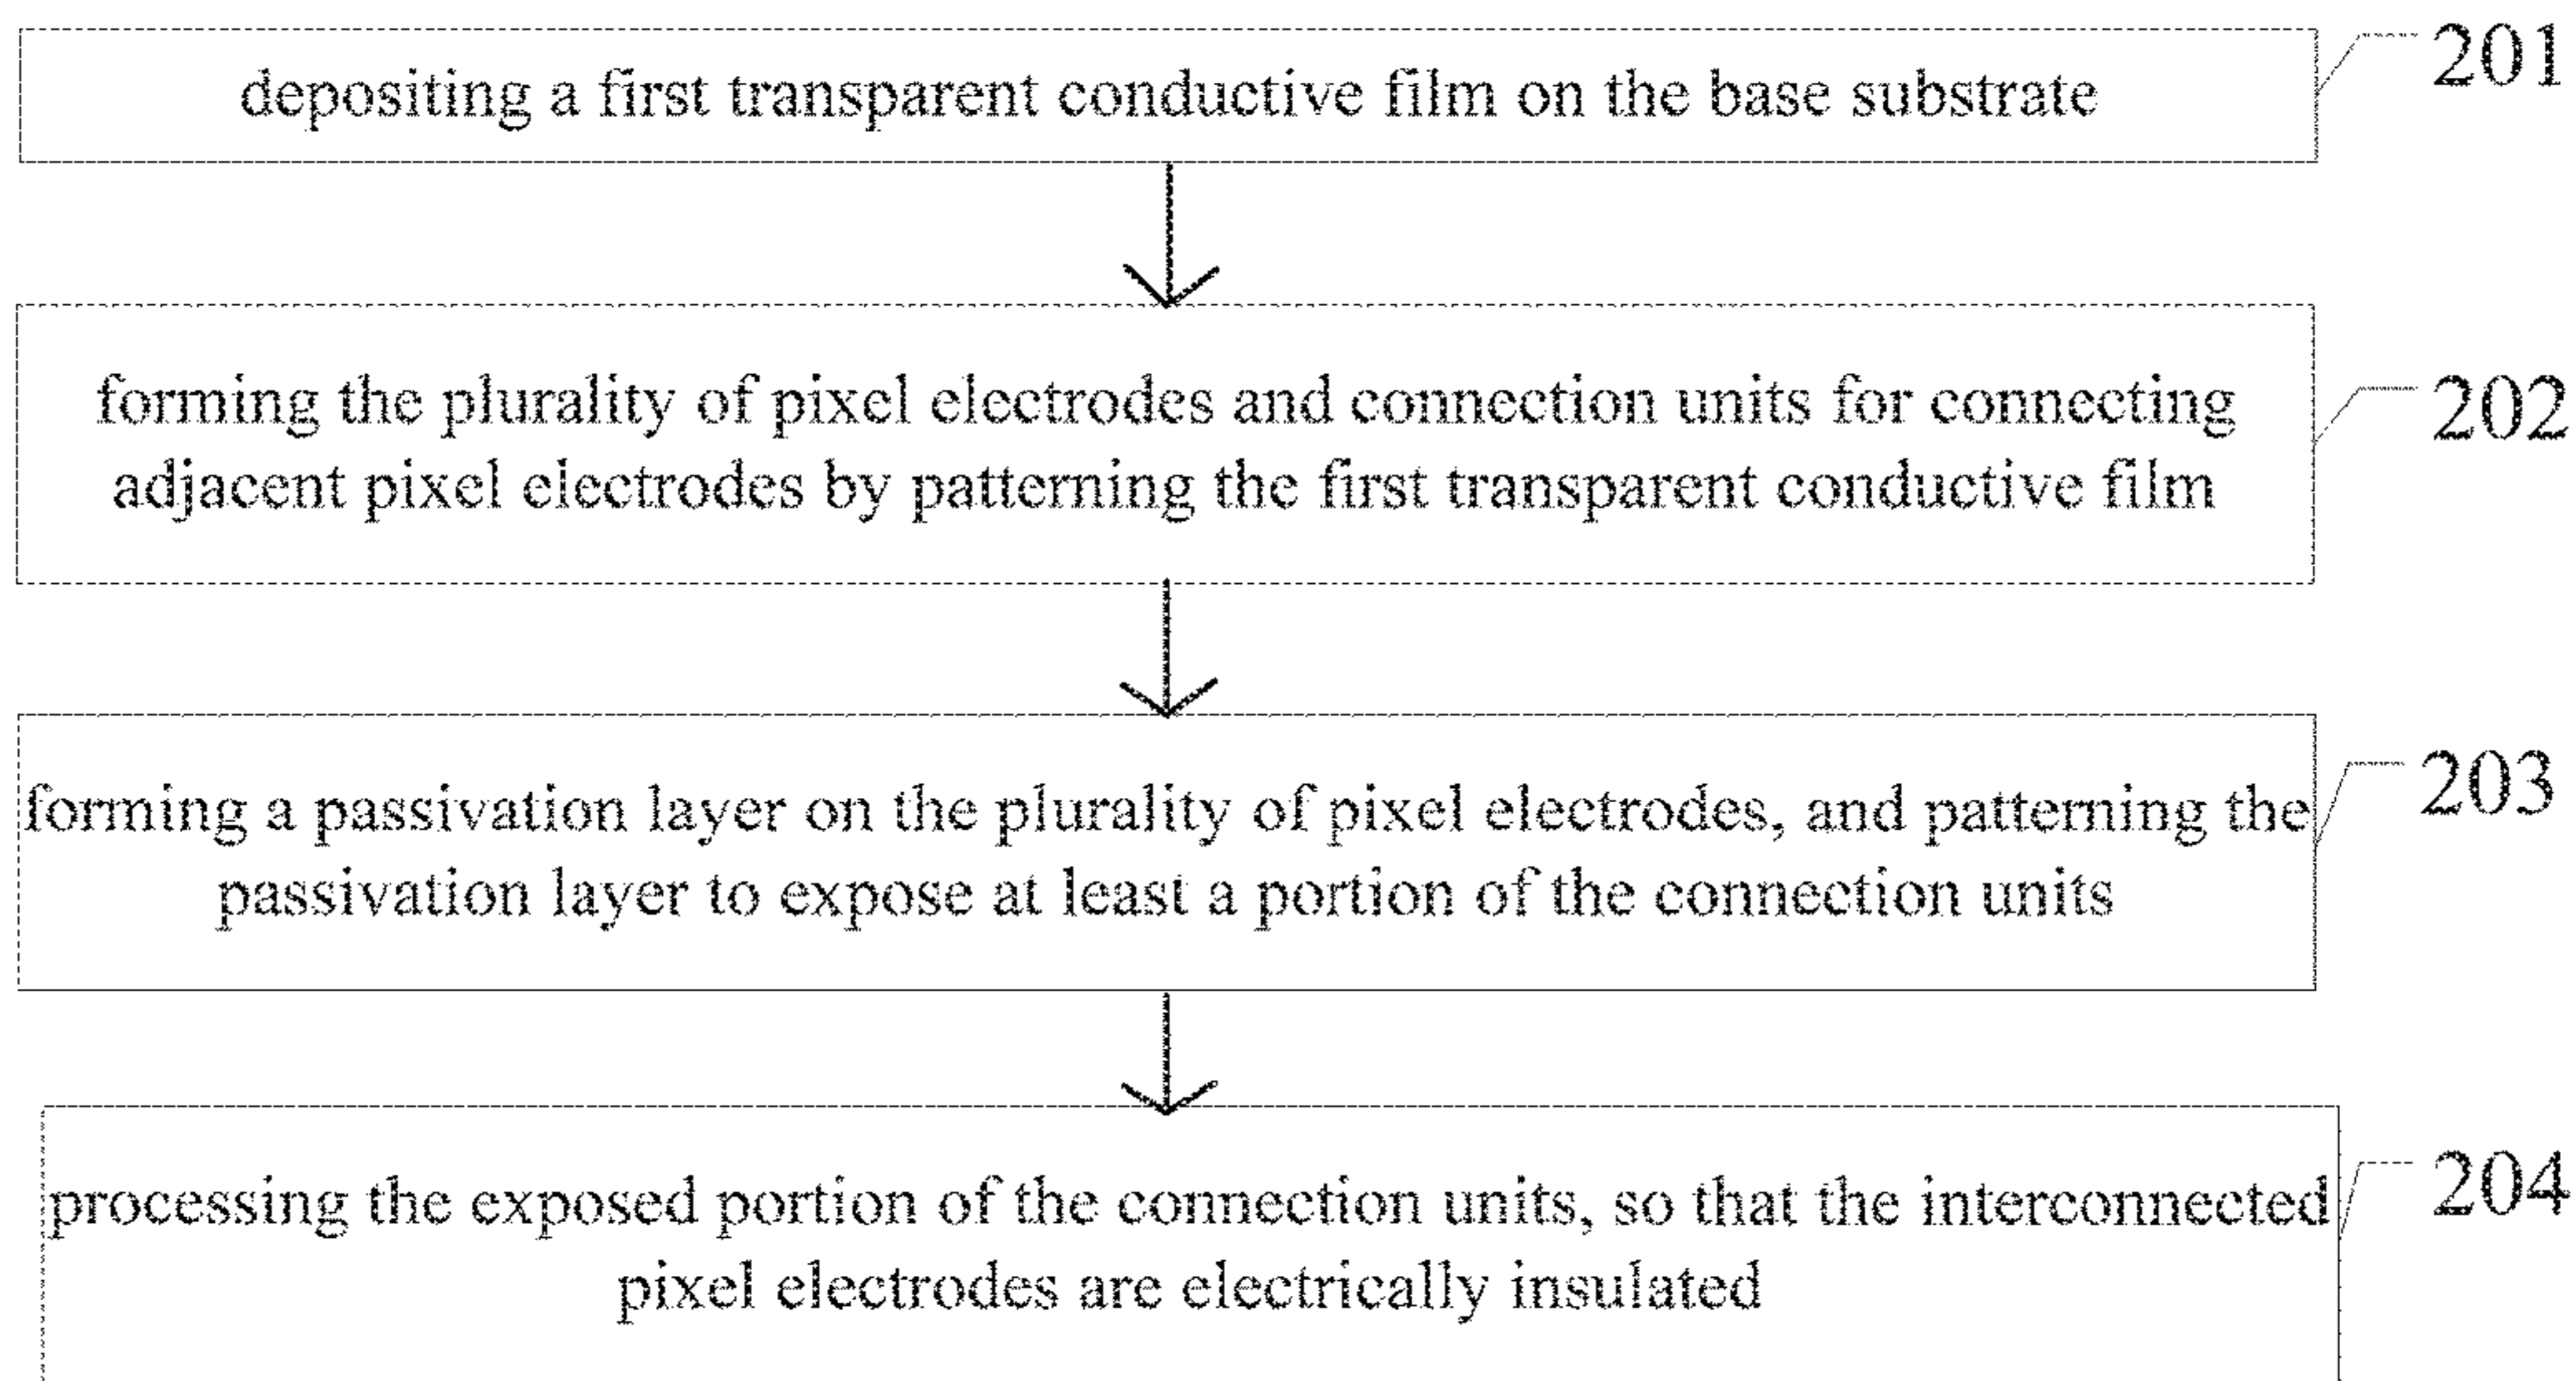 depositing a first transparent conductive film on the base substrate
201
forming the plurality of pixel electrodes and connection units for connecting
adjacent pixel electrodes by patterning the first transparent conductive film
202
forming a passivation layer on the plurality of pixel electrodes, and patterning the
passivation layer to expose at least a portion of the connection units
203
processing the exposed portion of the connection units, so that the interconnected
pixel electrodes are electrically insulated
204